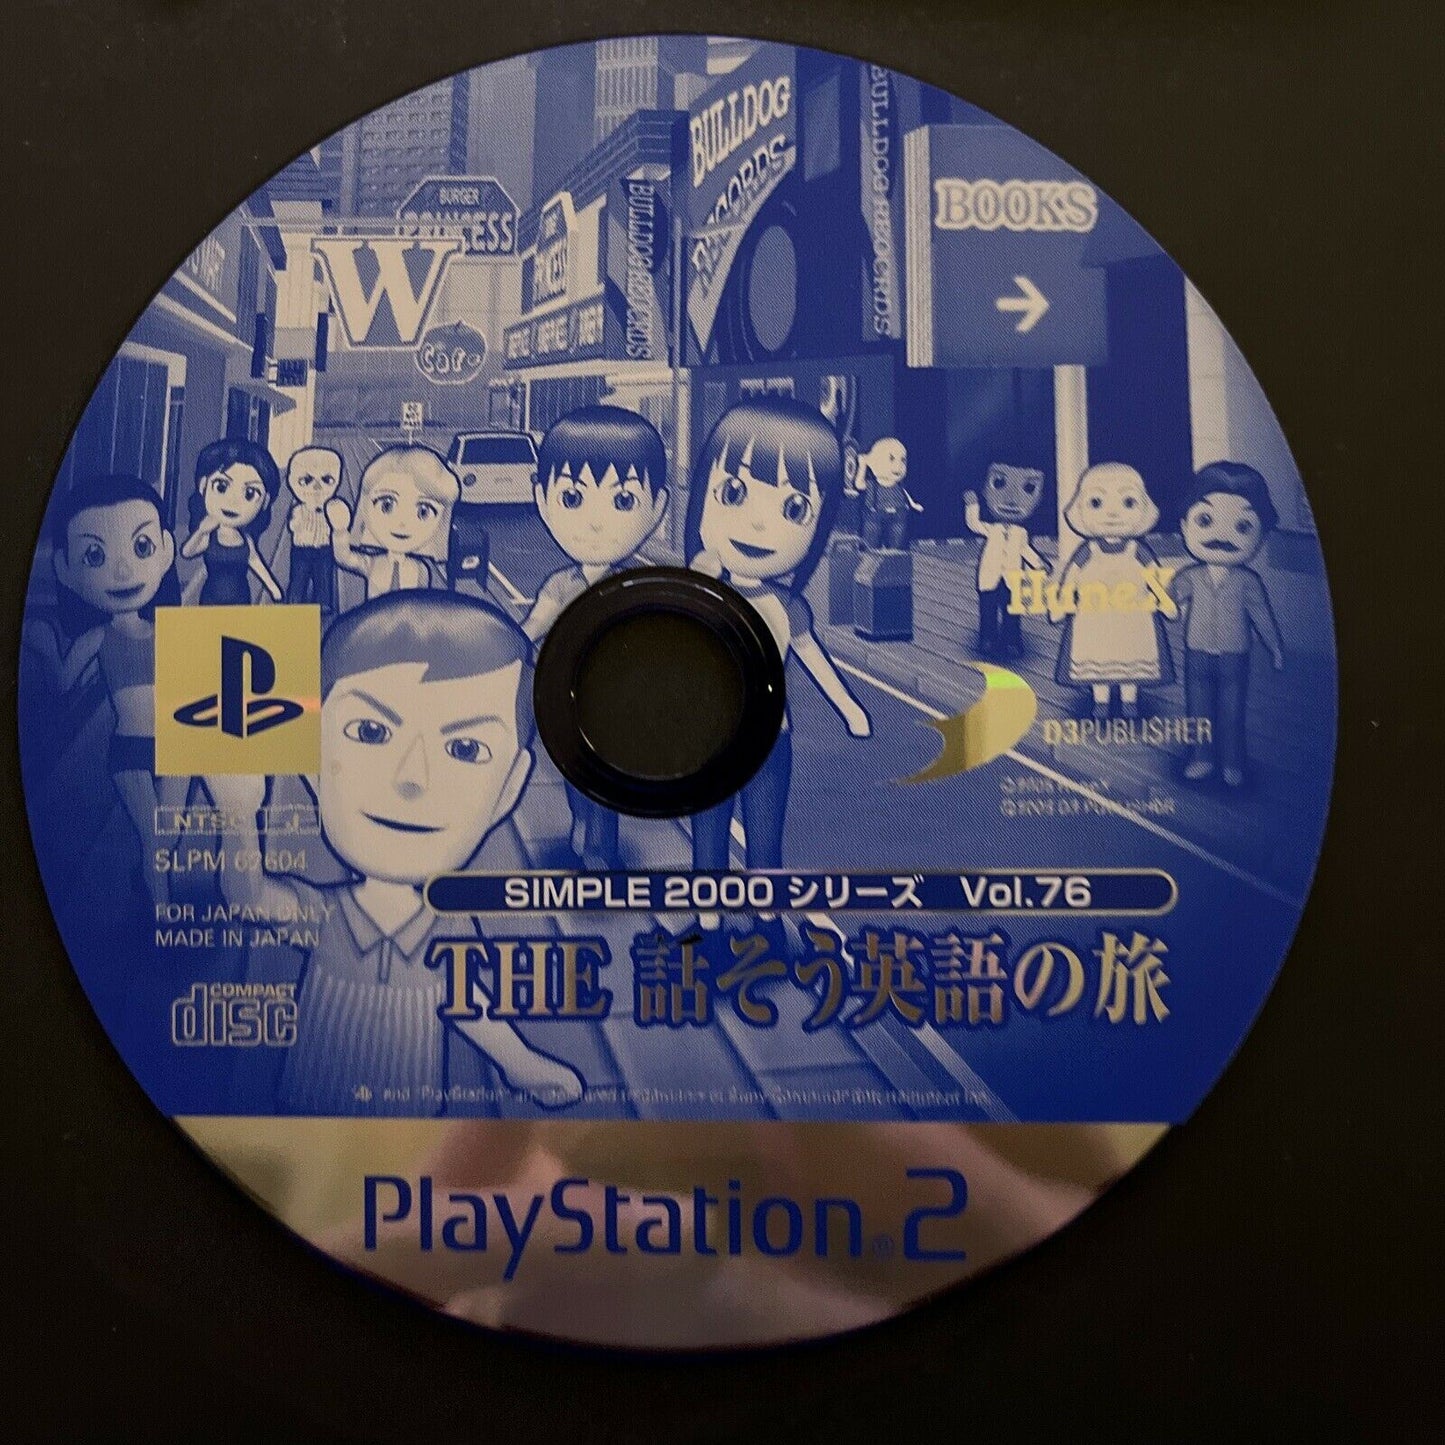 BULLDOG
RECORDS
BULLDOG RECORDS
BOOKS
BURGER
PRINCESS
W
Cafe
BULLDOG RECORDS
HuneX
D3PUBLISHER
NTSC J
SLPM 62604
FOR JAPAN ONLY
MADE IN JAPAN
COMPACT
disc
SIMPLE 2000 シリーズ Vol.76
THE 話そう英語の旅
PlayStation®2